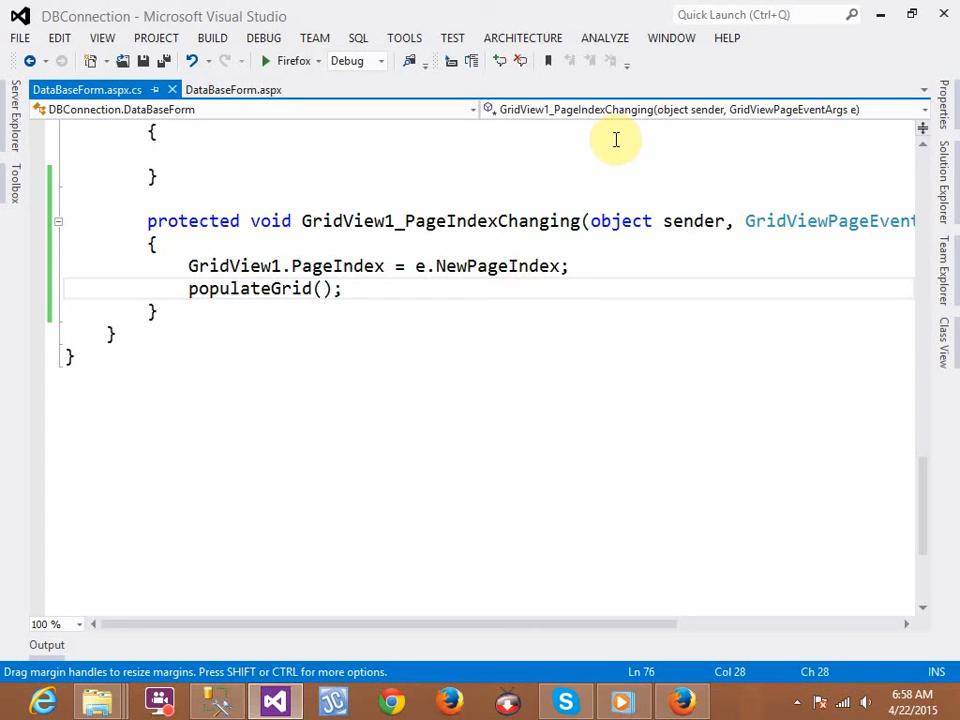 DBConnection - Microsoft Visual Studio
Quick Launch (Ctrl+Q)
FILE EDIT VIEW PROJECT BUILD DEBUG TEAM SQL TOOLS TEST ARCHITECTURE ANALYZE WINDOW HELP
Firefox Debug
DataBaseForm.aspx.cs DataBaseForm.aspx
DBConnection.DataBaseForm GridView1_PageIndexChanging(object sender, GridViewPageEventArgs e)
Server Explorer
Toolbox
Properties
Solution Explorer
Team Explorer
Class View
{
}
protected void GridView1_PageIndexChanging(object sender, GridViewPageEvent
{
GridView1.PageIndex = e.NewPageIndex;
populateGrid();
}
}
}
100 %
Output
Drag margin handles to resize margins. Press SHIFT or CTRL for more options. Ln 76 Col 28 Ch 28 INS
6:58 AM
4/22/2015